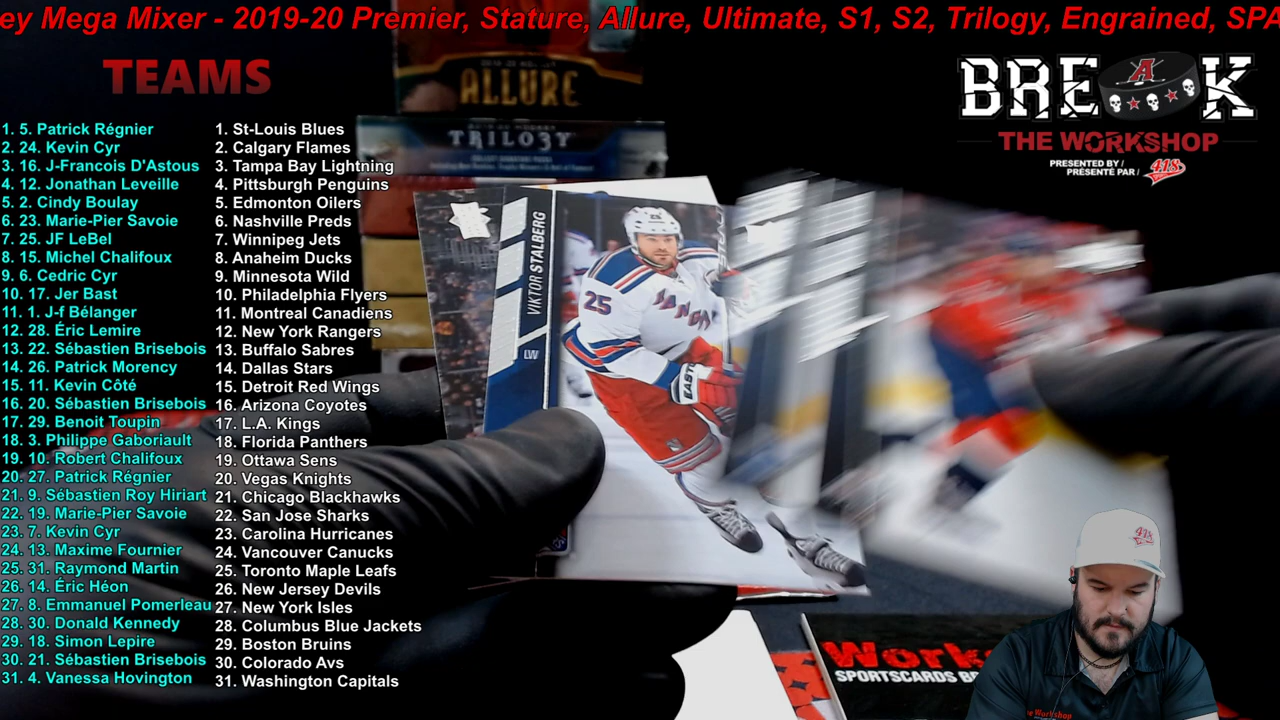 ey Mega Mixer - 2019-20 Premier, Stature, Allure, Ultimate, S1, S2, Trilogy, Engrained, SPA
TEAMS
1. 5. Patrick Régnier
2. 24. Kevin Cyr
3. 16. J-Francois D'Astous
4. 12. Jonathan Leveille
5. 2. Cindy Boulay
6. 23. Marie-Pier Savoie
7. 25. JF LeBel
8. 15. Michel Chalifoux
9. 6. Cedric Cyr
10. 17. Jer Bast
11. 1. J-f Bélanger
12. 28. Éric Lemire
13. 22. Sébastien Brisebois
14. 26. Patrick Morency
15. 11. Kevin Côté
16. 20. Sébastien Brisebois
17. 29. Benoit Toupin
18. 3. Philippe Gaboriault
19. 10. Robert Chalifoux
20. 27. Patrick Régnier
21. 9. Sébastien Roy Hiriart
22. 19. Marie-Pier Savoie
23. 7. Kevin Cyr
24. 13. Maxime Fournier
25. 31. Raymond Martin
26. 14. Éric Héon
27. 8. Emmanuel Pomerleau
28. 30. Donald Kennedy
29. 18. Simon Lepire
30. 21. Sébastien Brisebois
31. 4. Vanessa Hovington
1. St-Louis Blues
2. Calgary Flames
3. Tampa Bay Lightning
4. Pittsburgh Penguins
5. Edmonton Oilers
6. Nashville Preds
7. Winnipeg Jets
8. Anaheim Ducks
9. Minnesota Wild
10. Philadelphia Flyers
11. Montreal Canadiens
12. New York Rangers
13. Buffalo Sabres
14. Dallas Stars
15. Detroit Red Wings
16. Arizona Coyotes
17. L.A. Kings
18. Florida Panthers
19. Ottawa Sens
20. Vegas Knights
21. Chicago Blackhawks
22. San Jose Sharks
23. Carolina Hurricanes
24. Vancouver Canucks
25. Toronto Maple Leafs
26. New Jersey Devils
27. New York Isles
28. Columbus Blue Jackets
29. Boston Bruins
30. Colorado Avs
31. Washington Capitals
ALLURE
TRILO3Y
VIKTOR STALBERG
LW
25
EAST
BRE A K
THE WORKSHOP
PRESENTED BY /
PRESENTÉ PAR /
418
Work
SPORTSCARDS BR
418